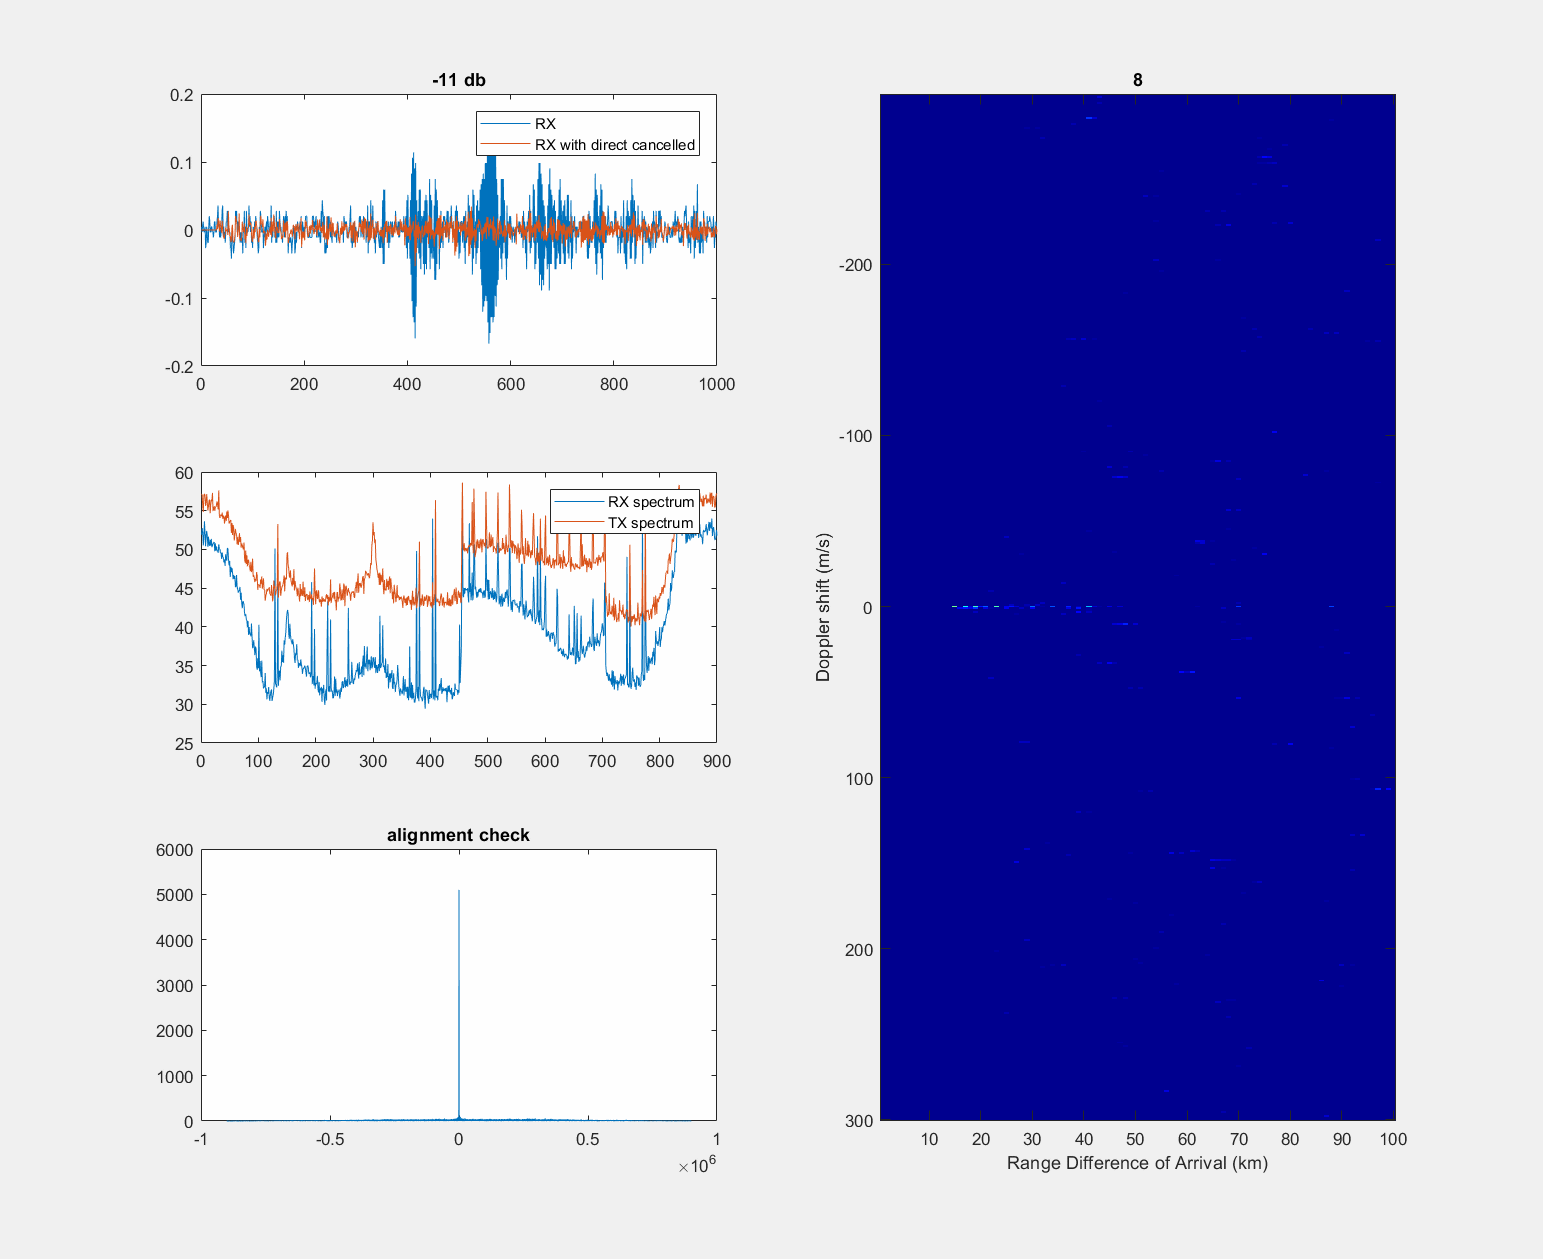 -11 db
0.2
0.1
0
-0.1
-0.2
0 200 400 600 800 1000
RX
RX with direct cancelled
60
55
50
45
40
35
30
25
0 100 200 300 400 500 600 700 800 900
RX spectrum
TX spectrum
alignment check
6000
5000
4000
3000
2000
1000
0
-1 -0.5 0 0.5 1
×10^6
8
Doppler shift (m/s)
-200
-100
0
100
200
300
10 20 30 40 50 60 70 80 90 100
Range Difference of Arrival (km)